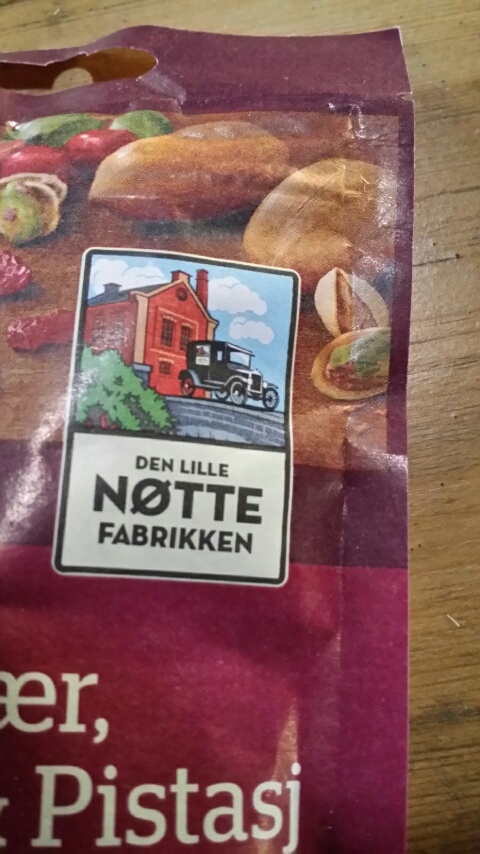 DEN LILLE
NØTTE
FABRIKKEN
ær,
& Pistasj